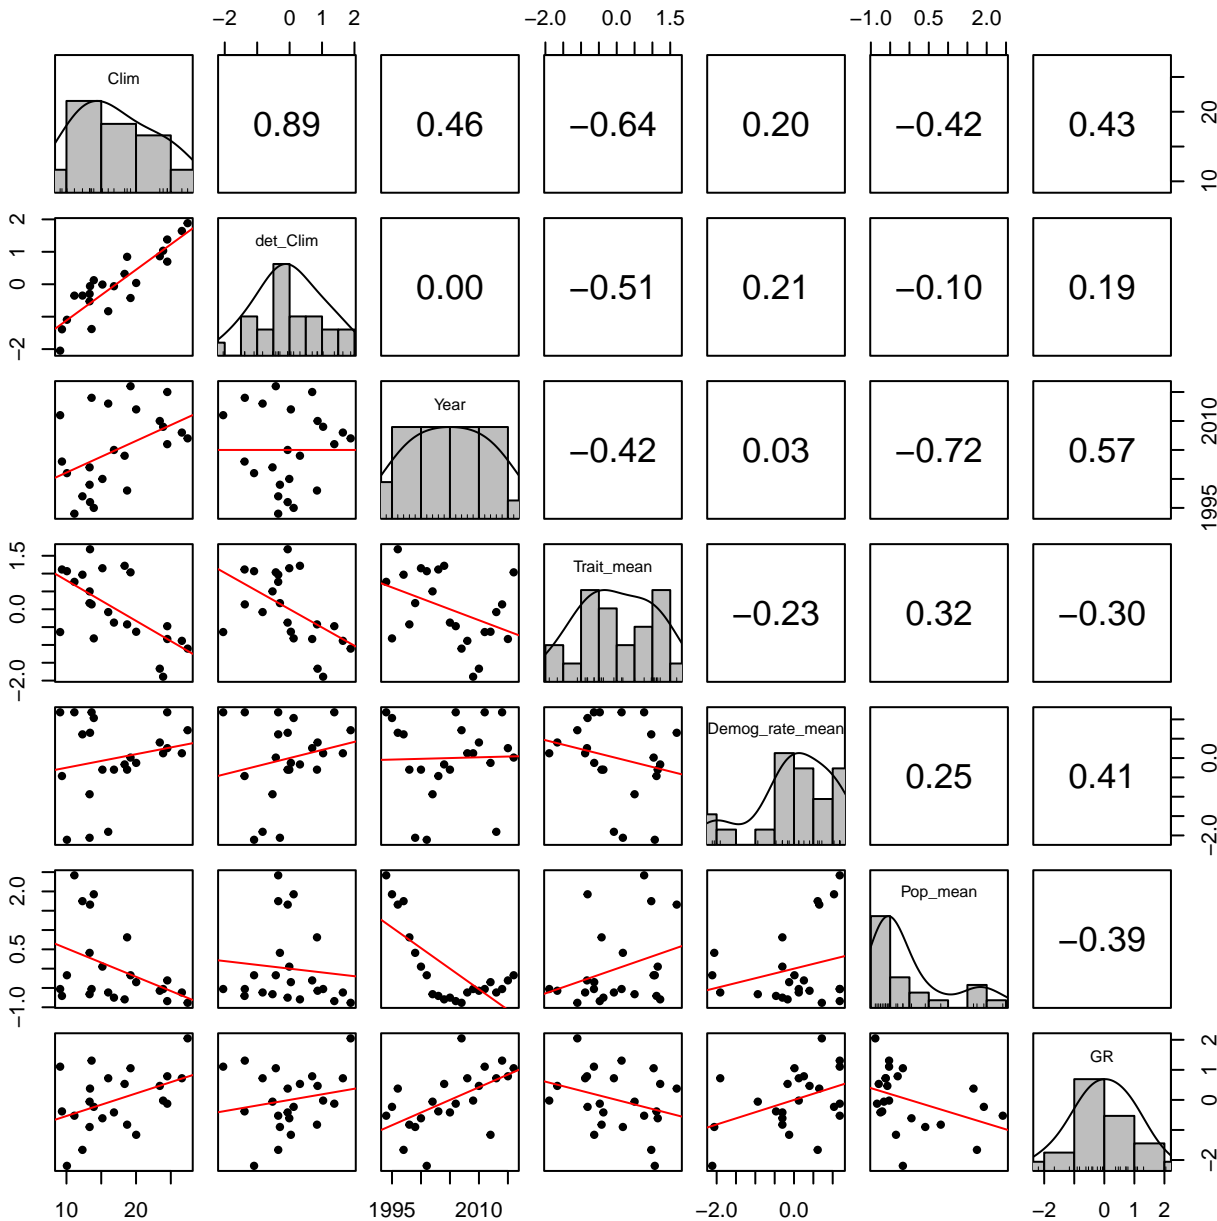 −2 0 1 2 −2.0 0.0 1.5 −1.0 0.5 2.0
Clim 0.89 0.46 −0.64 0.20 −0.42 0.43 10 20
−2 0 1 2 det_Clim 0.00 −0.51 0.21 −0.10 0.19
Year −0.42 0.03 −0.72 0.57 1995 2010
−2.0 0.0 1.5 Trait_mean −0.23 0.32 −0.30
Demog_rate_mean 0.25 0.41 −2.0 0.0
−1.0 0.5 2.0 Pop_mean −0.39
GR −2 0 1 2
10 20 1995 2010 −2.0 0.0 −2 0 1 2